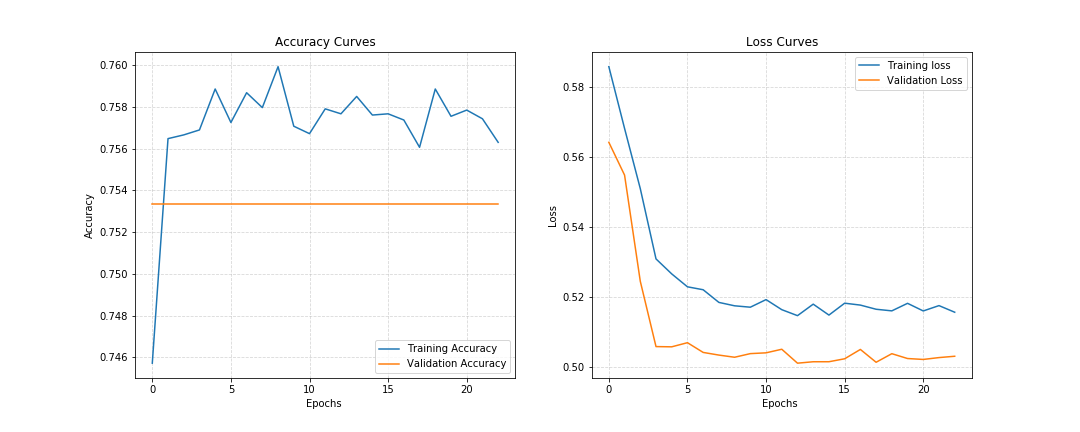 Accuracy Curves
0.760
0.758
0.756
0.754
0.752
0.750
0.748
0.746
Accuracy
0
5
10
15
20
Epochs
Training Accuracy
Validation Accuracy
Loss Curves
0.58
0.56
0.54
0.52
0.50
Loss
0
5
10
15
20
Epochs
Training loss
Validation Loss